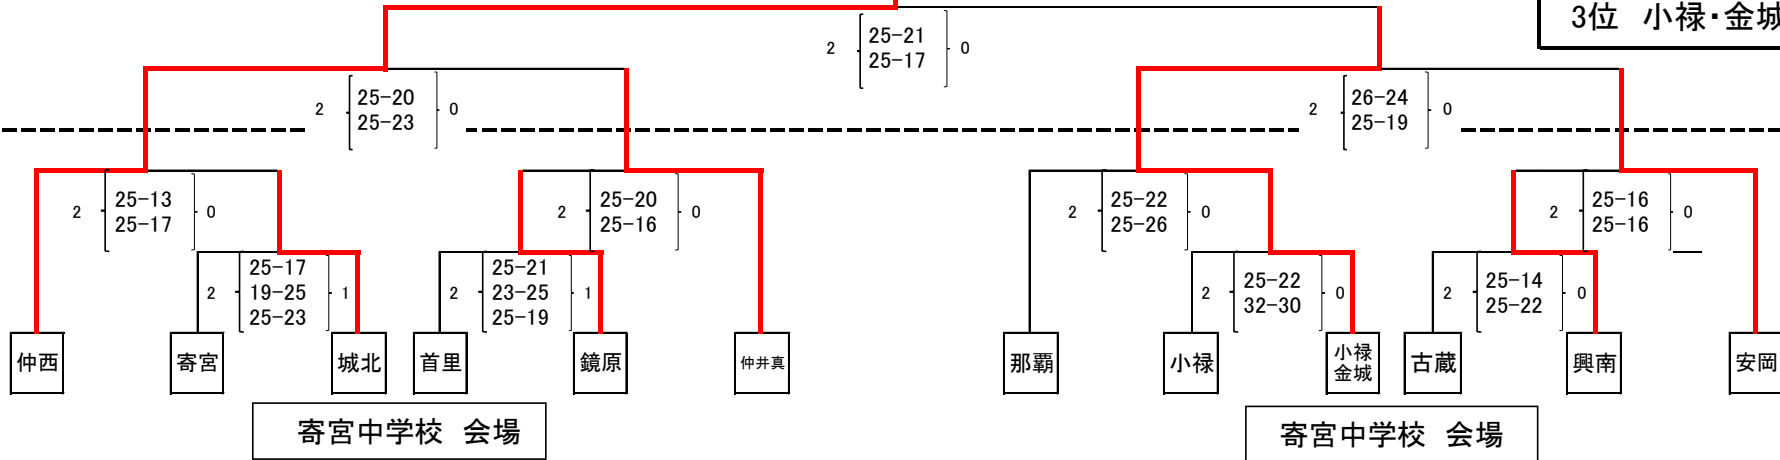 3位 小禄・金城
2 25-21 0
25-17
2 25-20 0
25-23
2 26-24 0
25-19
2 25-13 0
25-17
2 25-20 0
25-16
2 25-22 0
25-26
2 25-16 0
25-16
25-17
2 19-25 1
25-23
25-21
2 23-25 1
25-19
2 25-22 0
32-30
2 25-14 0
25-22
仲西 寄宮 城北 首里 鏡原 仲井真 那覇 小禄 小禄 古蔵 興南 安岡
金城
寄宮中学校 会場 寄宮中学校 会場